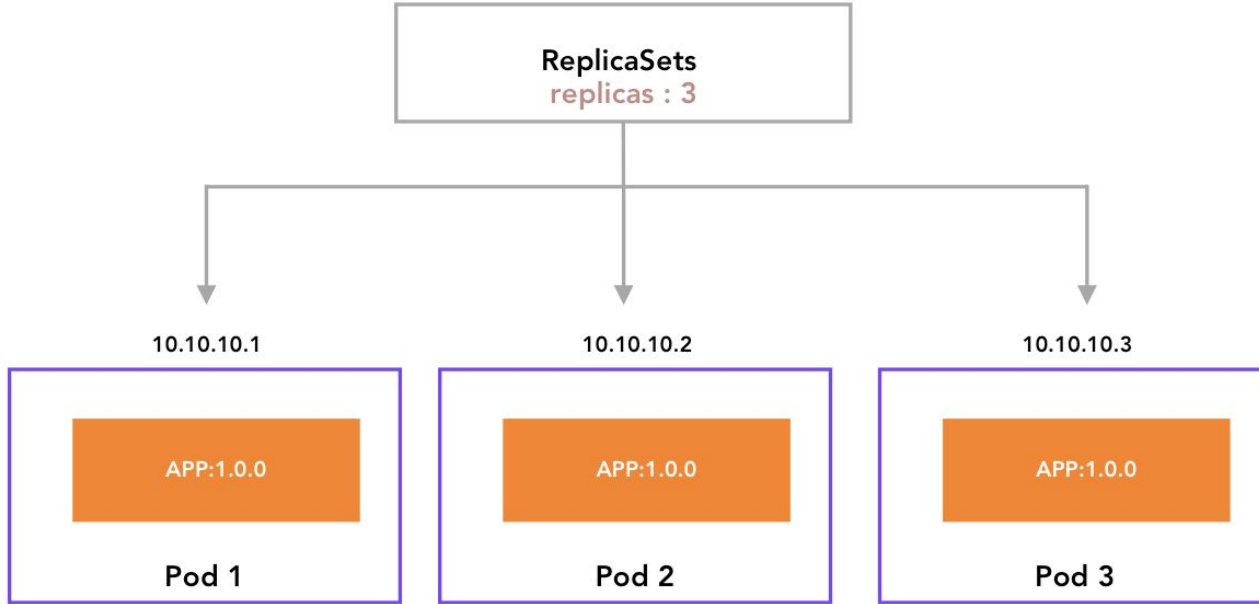 ReplicaSets
replicas : 3
10.10.10.1
10.10.10.2
10.10.10.3
APP:1.0.0
APP:1.0.0
APP:1.0.0
Pod 1
Pod 2
Pod 3